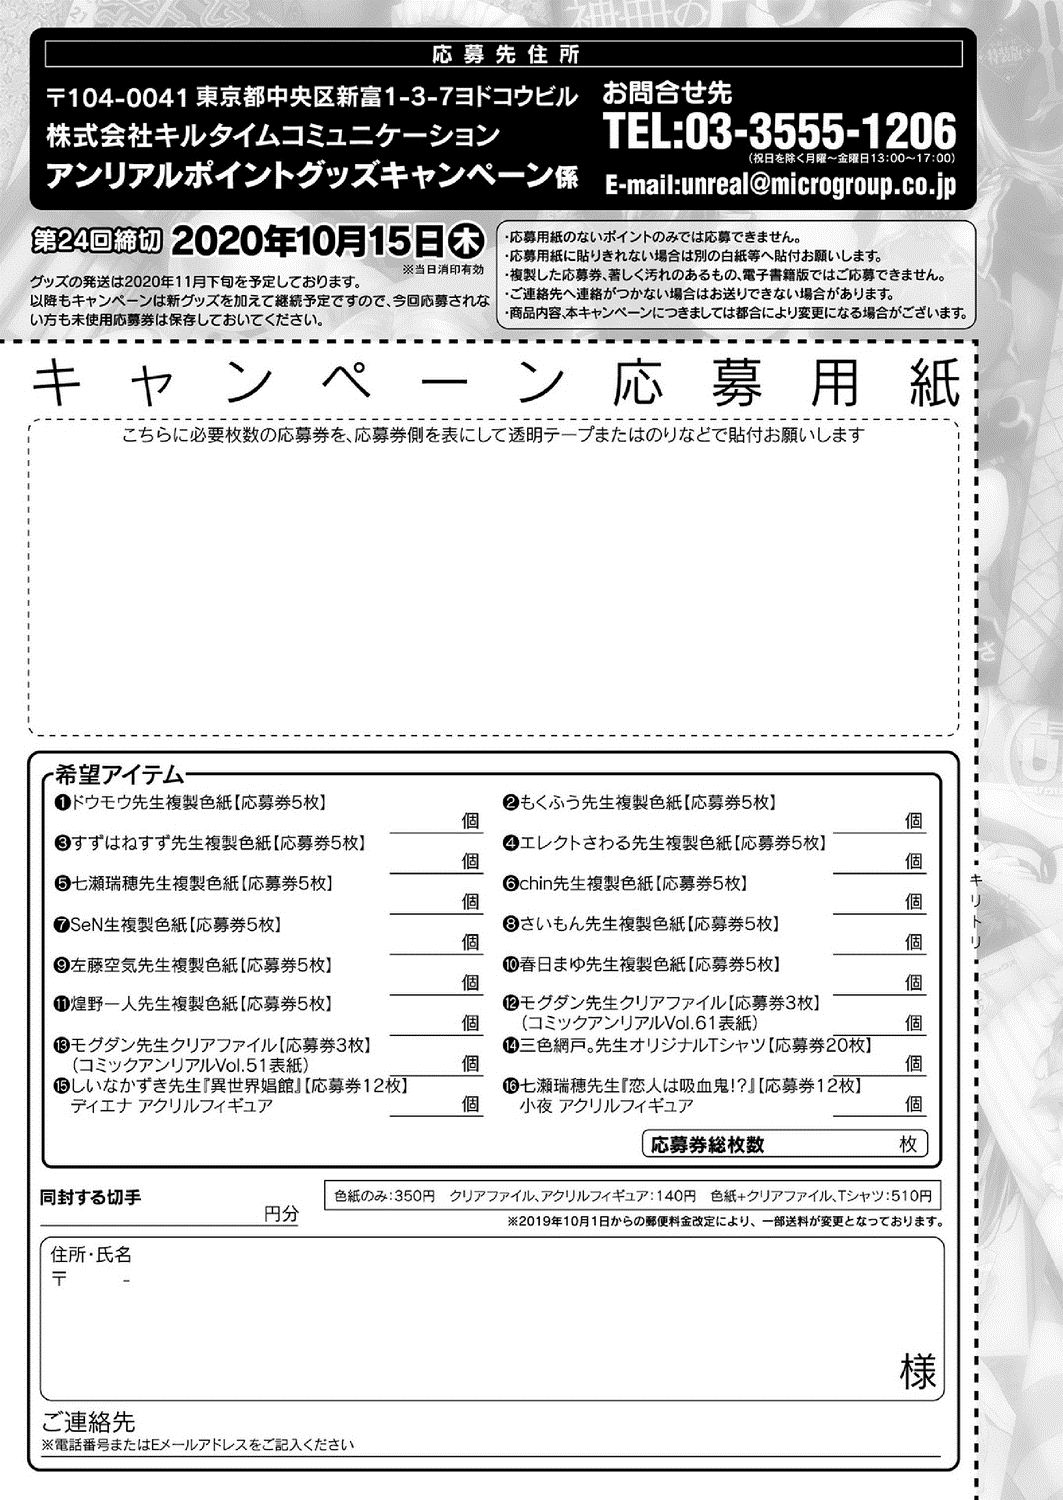 応募先住所
〒104-0041 東京都中央区新富1-3-7ヨドコウビル
株式会社キルタイムコミュニケーション
アンリアルポイントグッズキャンペーン係
お問合せ先
TEL:03-3555-1206
(祝日を除く月曜〜金曜日13:00〜17:00)
E-mail:unreal@microgroup.co.jp
第24回締切 2020年10月15日木
※当日消印有効
グッズの発送は2020年11月下旬を予定しております。
以降もキャンペーンは新グッズを加えて継続予定ですので、今回応募されな
い方も未使用応募券は保存しておいてください。
・応募用紙のないポイントのみでは応募できません。
・応募用紙に貼りきれない場合は別の白紙等へ貼付お願いします。
・複製した応募券、著しく汚れのあるもの、電子書籍版ではご応募できません。
・ご連絡先へ連絡がつかない場合はお送りできない場合があります。
・商品内容、本キャンペーンにつきましては都合により変更になる場合がございます。
キャンペーン応募用紙
こちらに必要枚数の応募券を、応募券側を表にして透明テープまたはのりなどで貼付お願いします
希望アイテム
❶ドウモウ先生複製色紙【応募券5枚】 個
❷もくふう先生複製色紙【応募券5枚】 個
❸すずはねすず先生複製色紙【応募券5枚】 個
❹エレクトさわる先生複製色紙【応募券5枚】 個
❺七瀬瑞穂先生複製色紙【応募券5枚】 個
❻chin先生複製色紙【応募券5枚】 個
❼SeN生複製色紙【応募券5枚】 個
❽さいもん先生複製色紙【応募券5枚】 個
❾左藤空気先生複製色紙【応募券5枚】 個
❿春日まゆ先生複製色紙【応募券5枚】 個
⓫煌野一人先生複製色紙【応募券5枚】 個
⓬モグダン先生クリアファイル【応募券3枚】
（コミックアンリアルVol.61表紙） 個
⓭モグダン先生クリアファイル【応募券3枚】
（コミックアンリアルVol.51表紙） 個
⓮三色網戸。先生オリジナルTシャツ【応募券20枚】
個
⓯しいなかずき先生『異世界娼館』【応募券12枚】
ディエナ アクリルフィギュア 個
⓰七瀬瑞穂先生『恋人は吸血鬼!?』【応募券12枚】
小夜 アクリルフィギュア 個
応募券総枚数 枚
キリトリ
同封する切手
円分
色紙のみ：350円 クリアファイル、アクリルフィギュア：140円 色紙+クリアファイル、Tシャツ：510円
※2019年10月1日からの郵便料金改定により、一部送料が変更となっております。
住所・氏名
〒 -
様
ご連絡先
※電話番号またはEメールアドレスをご記入ください